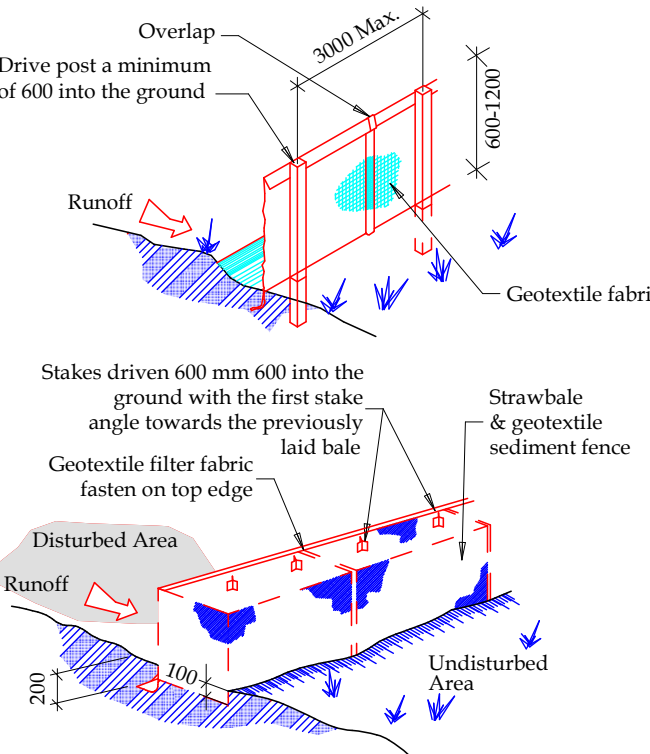 Overlap
3000 Max.
Drive post a minimum
of 600 into the ground
600-1200
Runoff
Geotextile fabri
Stakes driven 600 mm 600 into the
ground with the first stake
angle towards the previously
laid bale
Strawbale
& geotextile
sediment fence
Geotextile filter fabric
fasten on top edge
Disturbed Area
Runoff
200
100
Undisturbed
Area